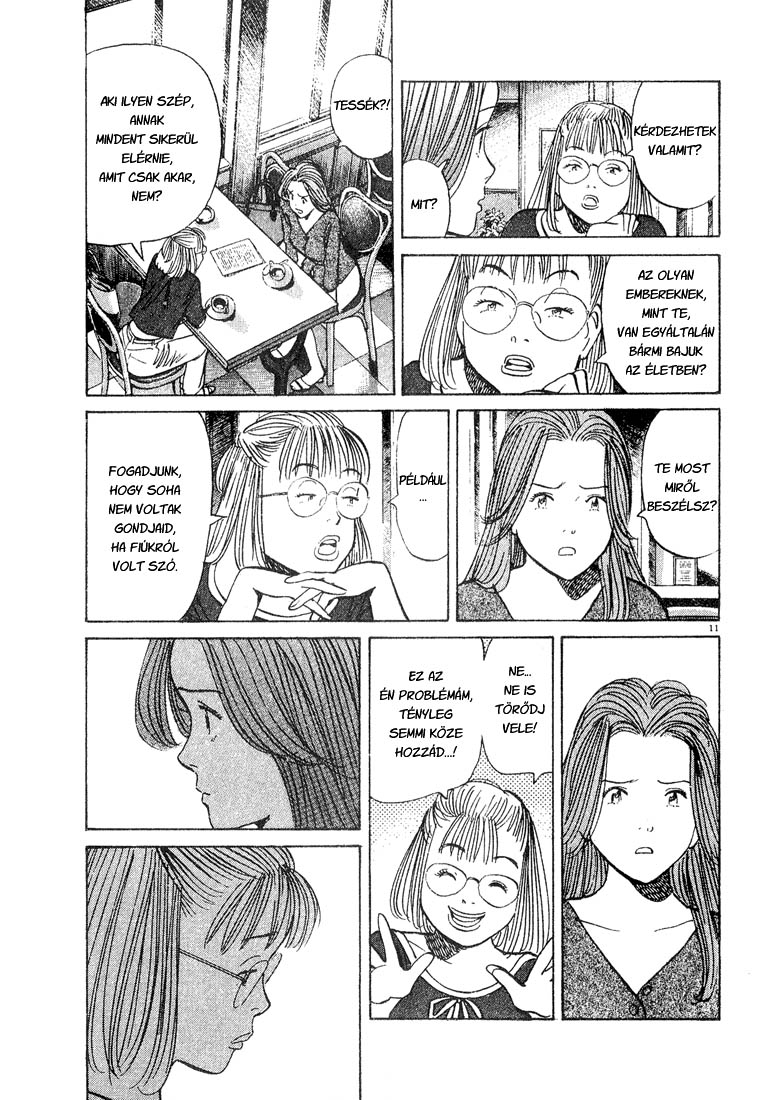 KÉRDEZHETEK
VALAMIT?
MIT?
AZ OLYAN
EMBEREKNEK,
MINT TE,
VAN EGYÁLTALÁN
BÁRMI BAJUK
AZ ÉLETBEN?
TESSÉK?!
AKI ILYEN SZÉP,
ANNAK
MINDENT SIKERÜL
ELÉRNIE,
AMIT CSAK AKAR,
NEM?
TE MOST
MIRŐL
BESZÉLSZ?
PÉLDÁUL
...
FOGADJUNK,
HOGY SOHA
NEM VOLTAK
GONDJAID,
HA FIÚKRÓL
VOLT SZÓ.
11
NE...
NE IS
TÖRŐDJ
VELE!
EZ AZ
ÉN PROBLÉMÁM,
TÉNYLEG
SEMMI KÖZE
HOZZÁD...!